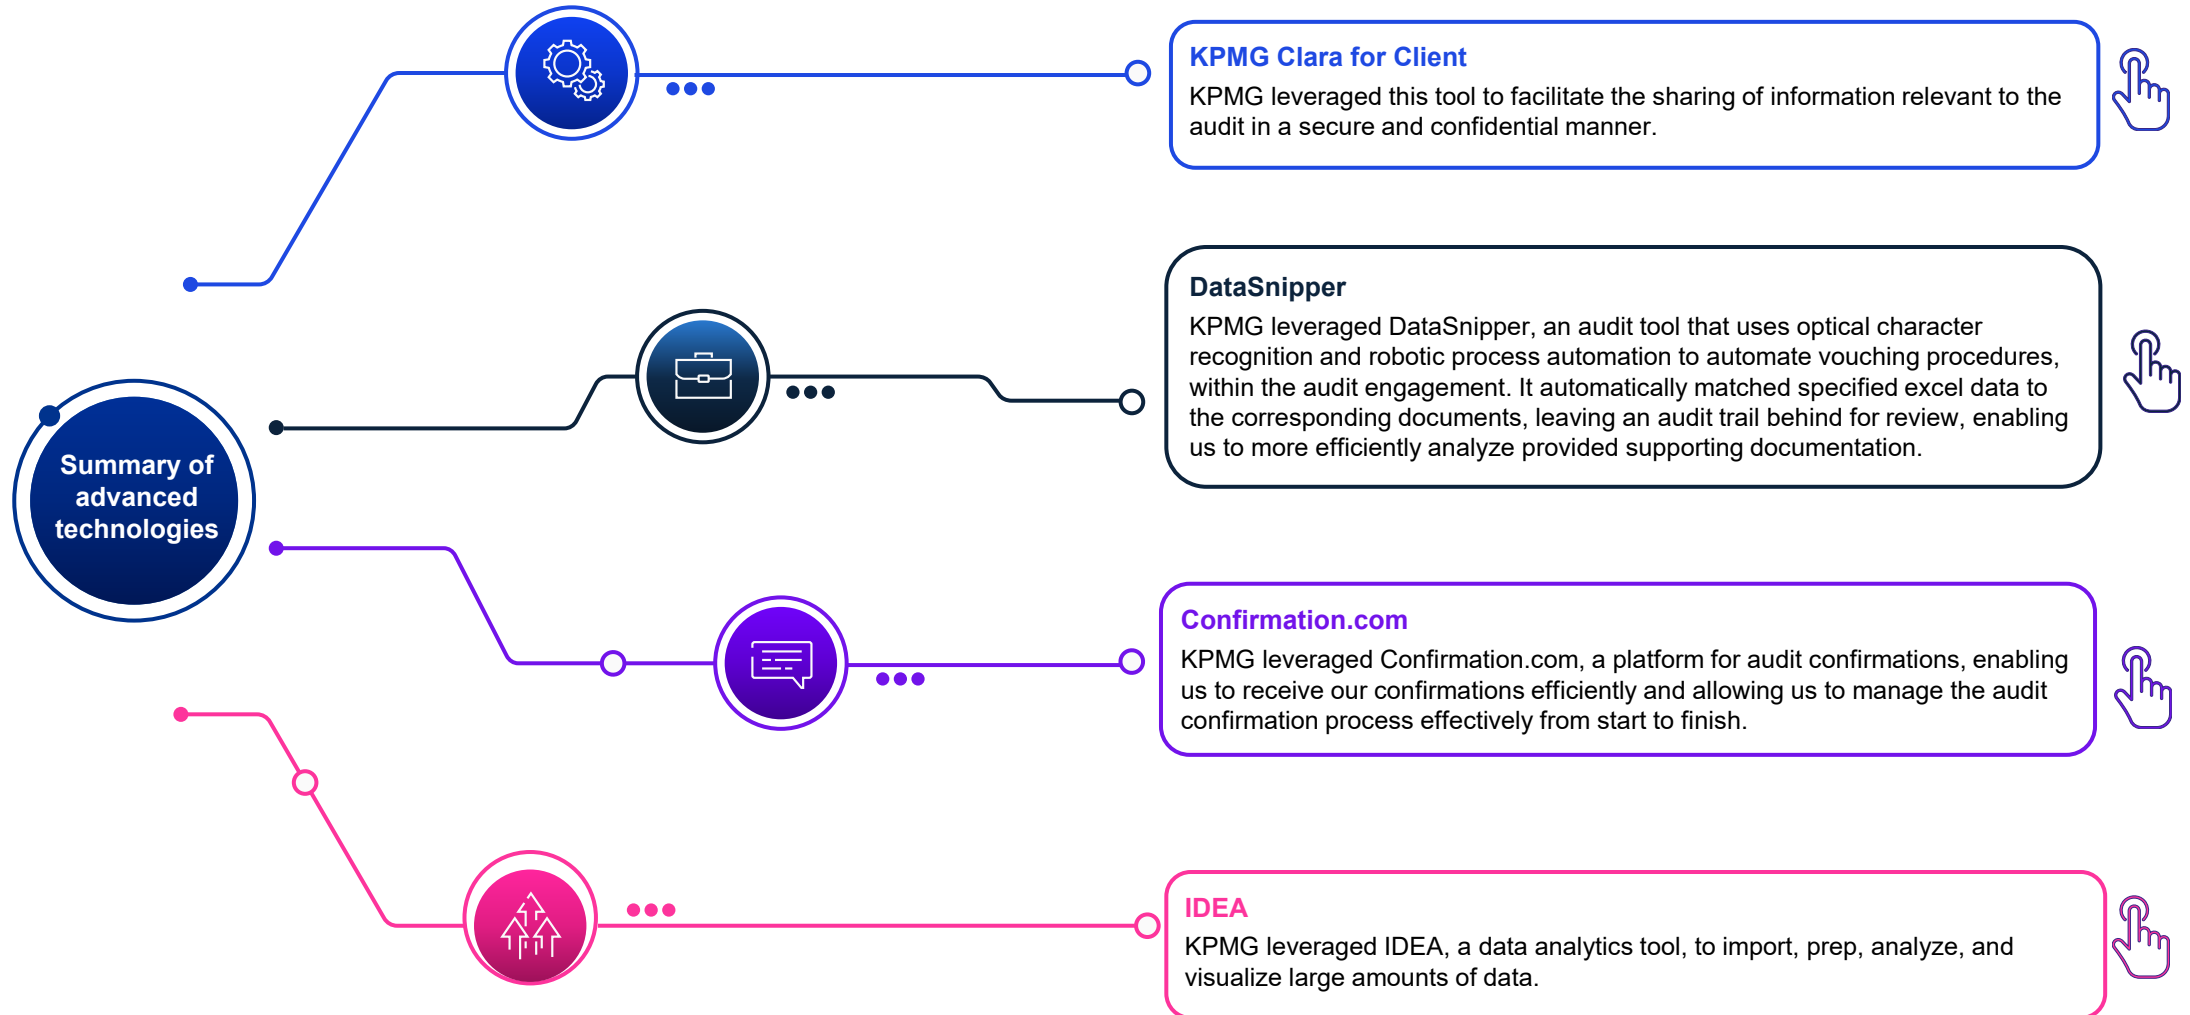 KPMG Clara for Client
KPMG leveraged this tool to facilitate the sharing of information relevant to the
audit in a secure and confidential manner.
DataSnipper
KPMG leveraged DataSnipper, an audit tool that uses optical character
recognition and robotic process automation to automate vouching procedures,
within the audit engagement. It automatically matched specified excel data to
the corresponding documents, leaving an audit trail behind for review, enabling
us to more efficiently analyze provided supporting documentation.
Summary of
advanced
technologies
Confirmation.com
KPMG leveraged Confirmation.com, a platform for audit confirmations, enabling
us to receive our confirmations efficiently and allowing us to manage the audit
confirmation process effectively from start to finish.
IDEA
KPMG leveraged IDEA, a data analytics tool, to import, prep, analyze, and
visualize large amounts of data.